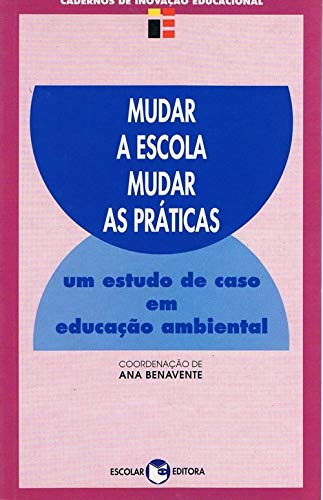 CADERNOS DE INOVAÇÃO EDUCACIONAL
MUDAR
A ESCOLA
MUDAR
AS PRÁTICAS
um estudo de caso
em
educação ambiental
COORDENAÇÃO DE
ANA BENAVENTE
ESCOLAR EDITORA